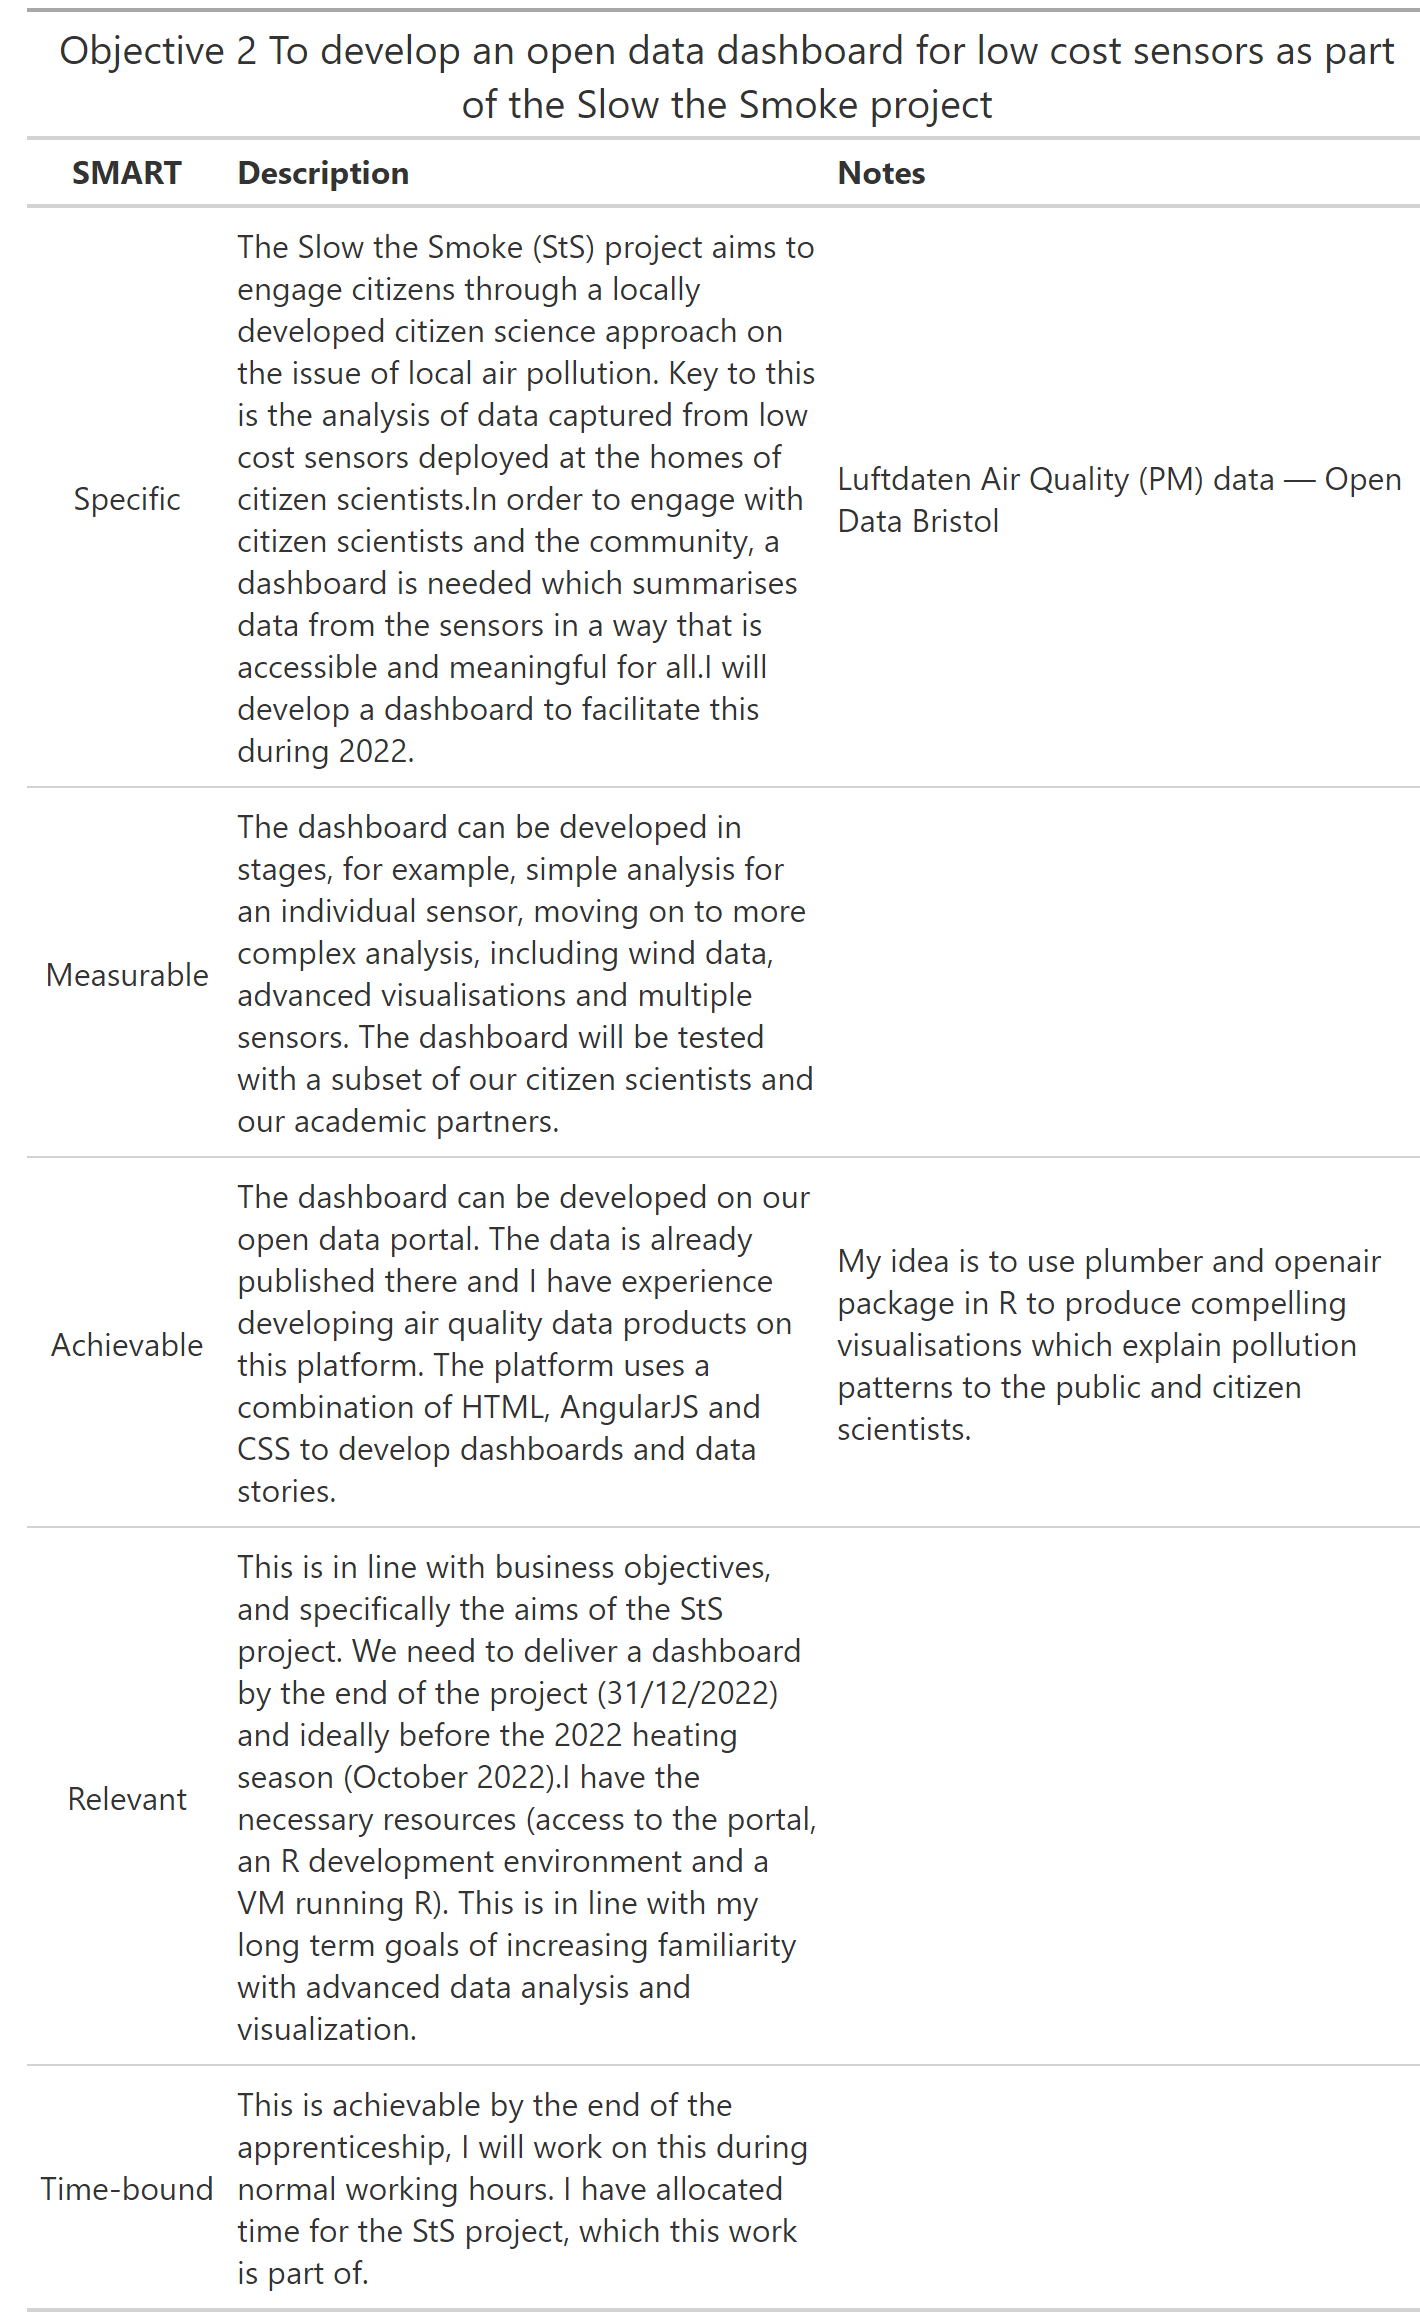 Objective 2 To develop an open data dashboard for low cost sensors as part
of the Slow the Smoke project
SMART Description Notes
Specific
The Slow the Smoke (StS) project aims to
engage citizens through a locally
developed citizen science approach on
the issue of local air pollution. Key to this
is the analysis of data captured from low
cost sensors deployed at the homes of
citizen scientists.In order to engage with
citizen scientists and the community, a
dashboard is needed which summarises
data from the sensors in a way that is
accessible and meaningful for all.I will
develop a dashboard to facilitate this
during 2022.
Luftdaten Air Quality (PM) data — Open
Data Bristol
Measurable
The dashboard can be developed in
stages, for example, simple analysis for
an individual sensor, moving on to more
complex analysis, including wind data,
advanced visualisations and multiple
sensors. The dashboard will be tested
with a subset of our citizen scientists and
our academic partners.
Achievable
The dashboard can be developed on our
open data portal. The data is already
published there and I have experience
developing air quality data products on
this platform. The platform uses a
combination of HTML, AngularJS and
CSS to develop dashboards and data
stories.
My idea is to use plumber and openair
package in R to produce compelling
visualisations which explain pollution
patterns to the public and citizen
scientists.
Relevant
This is in line with business objectives,
and specifically the aims of the StS
project. We need to deliver a dashboard
by the end of the project (31/12/2022)
and ideally before the 2022 heating
season (October 2022).I have the
necessary resources (access to the portal,
an R development environment and a
VM running R). This is in line with my
long term goals of increasing familiarity
with advanced data analysis and
visualization.
Time-bound
This is achievable by the end of the
apprenticeship, I will work on this during
normal working hours. I have allocated
time for the StS project, which this work
is part of.